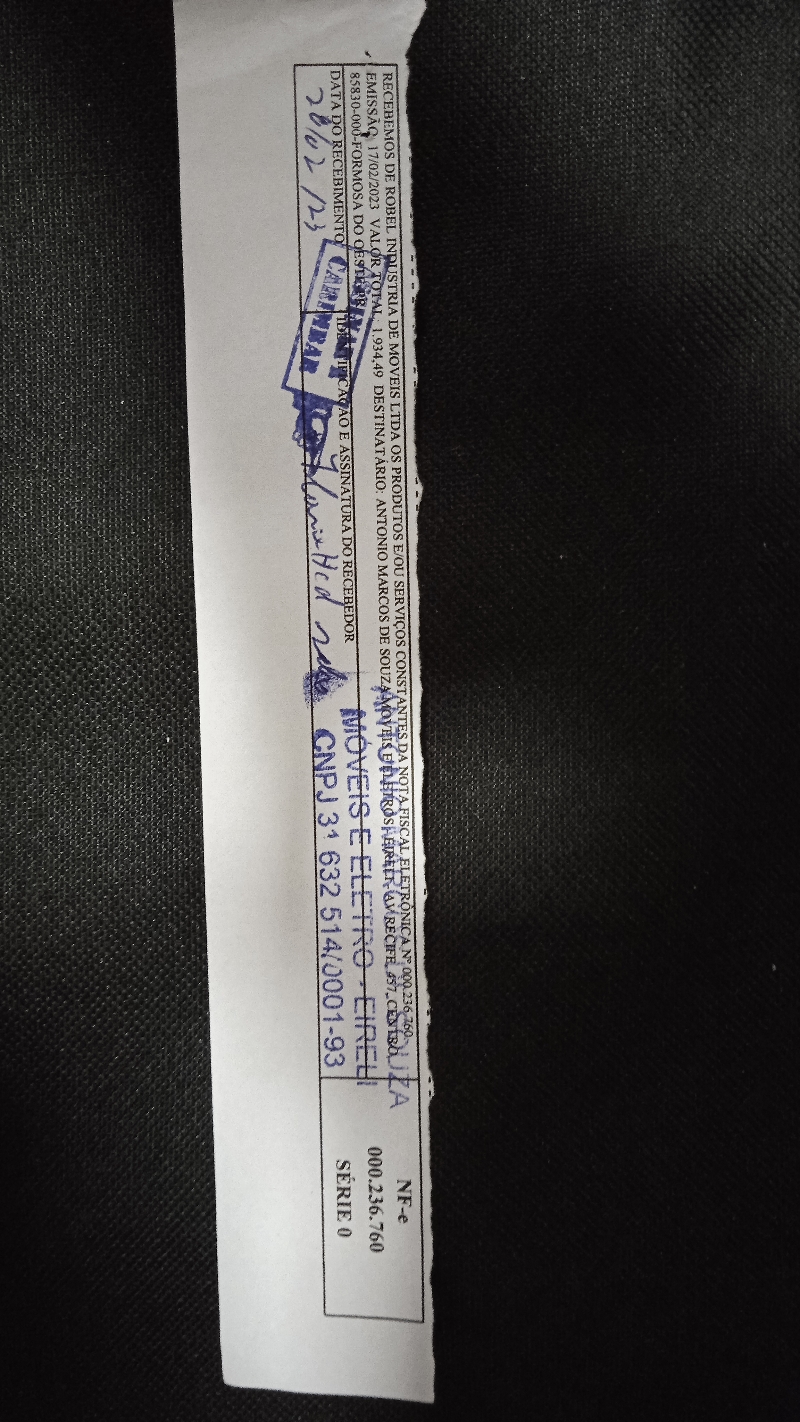 RECEBEMOS DE ROBEL INDUSTRIA DE MOVEIS LTDA OS PRODUTOS E/OU SERVIÇOS CONSTANTES DA NOTA FISCAL ELETRÔNICA Nº 000.236.760
EMISSÃO: 17/02/2023 VALOR TOTAL: 1.934,49 DESTINATÁRIO: ANTONIO MARCOS DE SOUZA MOVEIS E EIRELI, AV RECIFE, 457, CENTRO,
85830-000-FORMOSA DO OESTE-PR
DATA DO RECEBIMENTO
IDENTIFICAÇÃO E ASSINATURA DO RECEBEDOR
28/02/23
CARIMBAR
SOUZA
MÓVEIS E ELETRO - EIRELI
CNPJ 31 632 514/0001-93
NF-e
000.236.760
SÉRIE 0